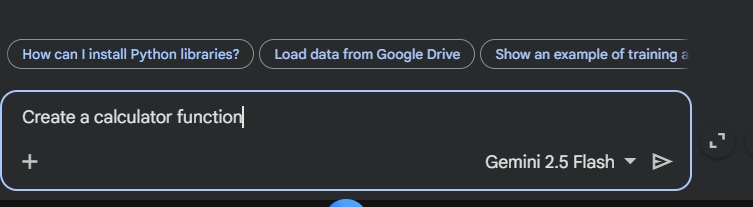 How can I install Python libraries?
Load data from Google Drive
Show an example of training
Create a calculator function
Gemini 2.5 Flash